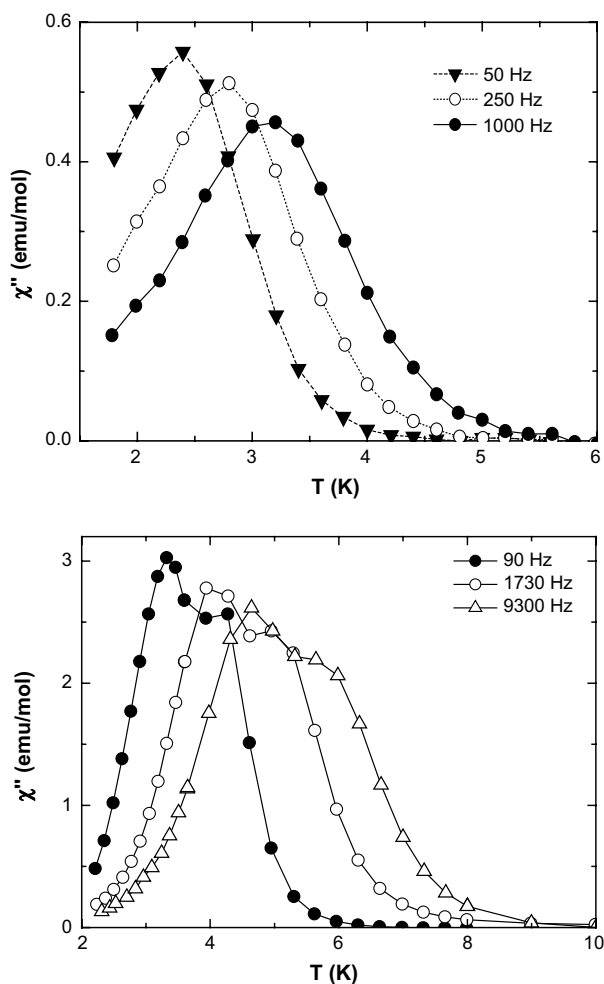 0.6
0.4
0.2
0.0
χ" (emu/mol)
50 Hz
250 Hz
1000 Hz
2 3 4 5 6
T (K)
3
2
1
0
χ" (emu/mol)
90 Hz
1730 Hz
9300 Hz
2 4 6 8 10
T (K)